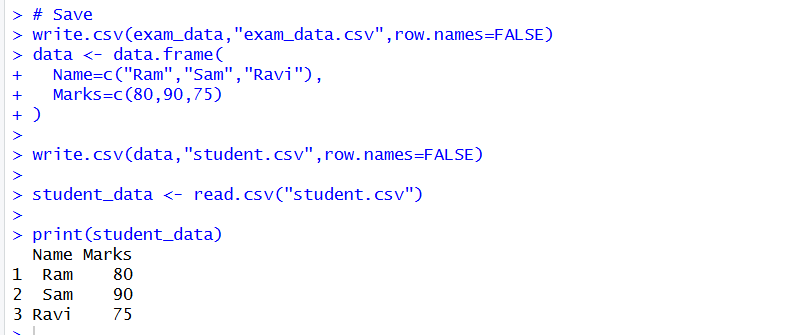 > # Save
> write.csv(exam_data,"exam_data.csv",row.names=FALSE)
> data <- data.frame(
+   Name=c("Ram","Sam","Ravi"),
+   Marks=c(80,90,75)
+ )
>
> write.csv(data,"student.csv",row.names=FALSE)
>
> student_data <- read.csv("student.csv")
>
> print(student_data)
  Name Marks
1  Ram    80
2  Sam    90
3 Ravi    75
>